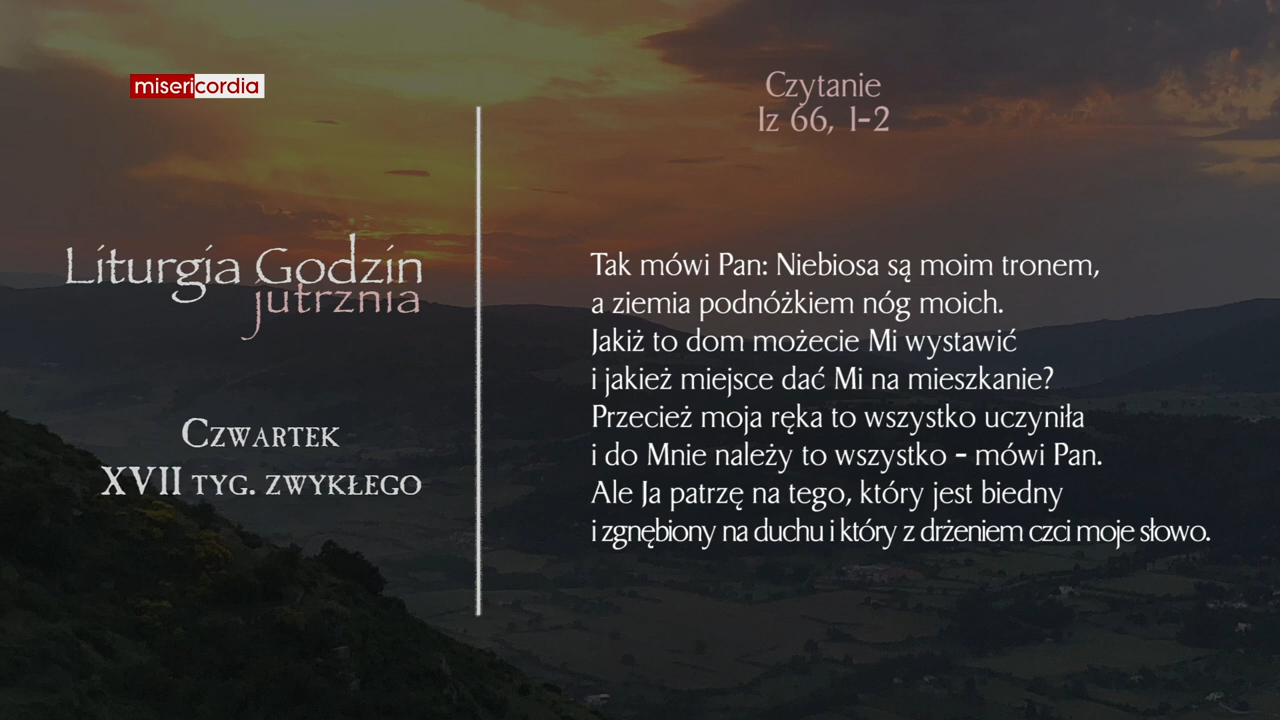 misericordia
Liturgia Godzin
jutrznia
Czwartek
XVII tyg. zwykłego
Czytanie
Iz 66, 1-2
Tak mówi Pan: Niebiosa są moim tronem,
a ziemia podnóżkiem nóg moich.
Jakiż to dom możecie Mi wystawić
i jakież miejsce dać Mi na mieszkanie?
Przecież moja ręka to wszystko uczyniła
i do Mnie należy to wszystko - mówi Pan.
Ale Ja patrzę na tego, który jest biedny
i zgnębiony na duchu i który z drżeniem czci moje słowo.